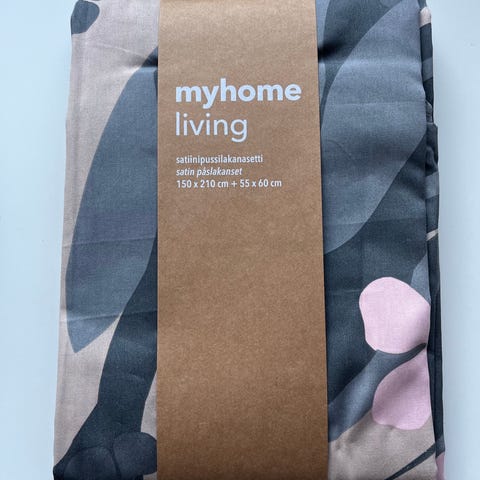 myhome
living
satiinipussilakanasetti
satin påslakanset
150 x 210 cm + 55 x 60 cm